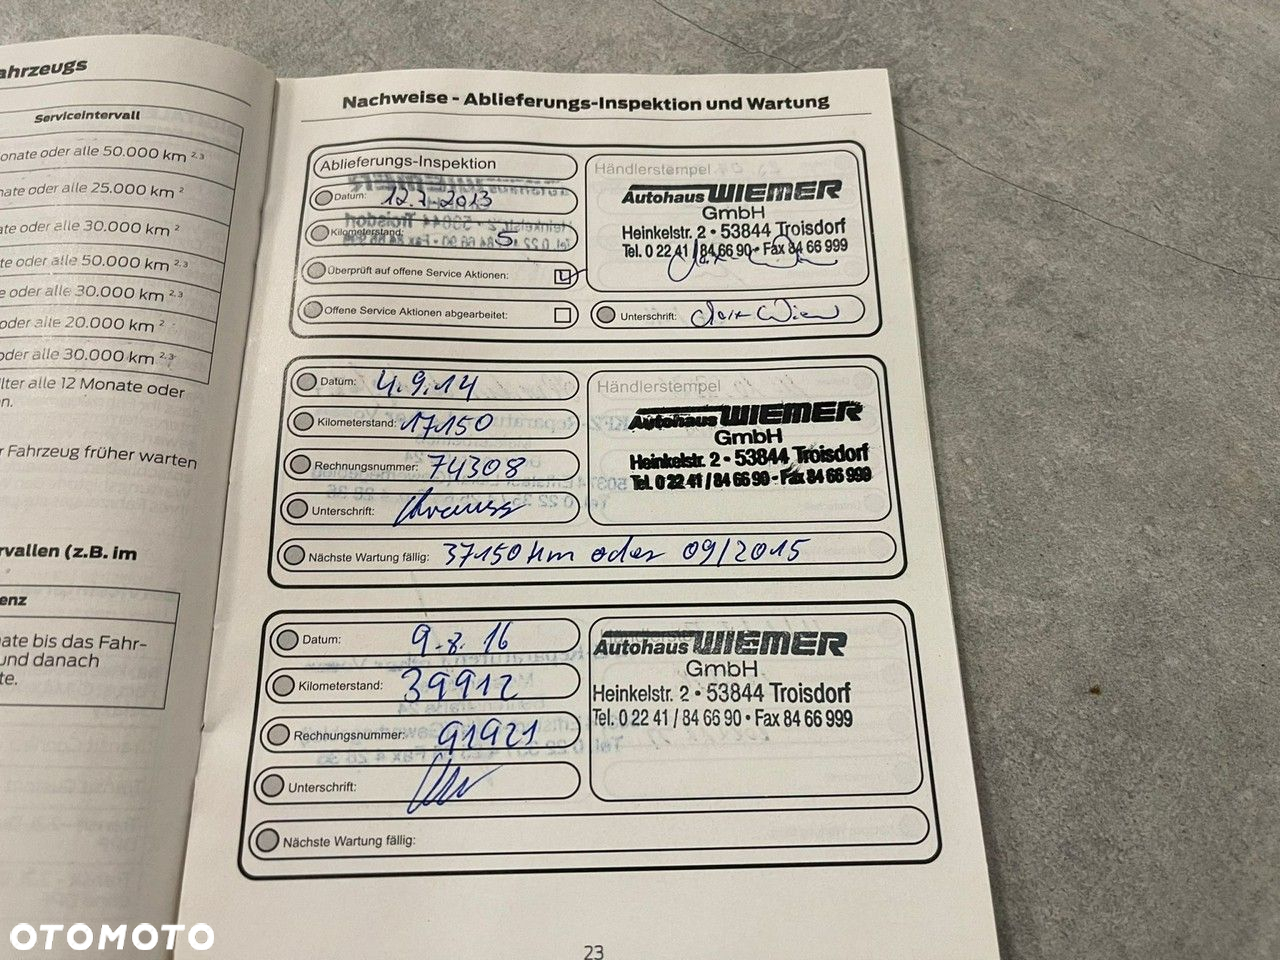 ahrzeugs
Serviceintervall
onate oder alle 50.000 km 2,3
nate oder alle 25.000 km 2
ate oder alle 30.000 km 2
te oder alle 50.000 km 2,3
e oder alle 30.000 km 2,3
oder alle 20.000 km 2
oder alle 30.000 km 2,3
lter alle 12 Monate oder
n.
r Fahrzeug früher warten
rvallen (z.B. im
enz
nate bis das Fahr-
und danach
te.
Nachweise - Ablieferungs-Inspektion und Wartung
Ablieferungs-Inspektion
Datum: 12.7.2013
Kilometerstand: 5
Überprüft auf offene Service Aktionen:
Offene Service Aktionen abgearbeitet:
Händlerstempel
Autohaus WIEMER
GmbH
Heinkelstr. 2 • 53844 Troisdorf
Tel. 0 22 41 / 84 66 90 • Fax 84 66 999
Unterschrift:
Datum: 4.9.14
Kilometerstand: 17150
Rechnungsnummer: 74308
Unterschrift:
Händlerstempel
Autohaus WIEMER
GmbH
Heinkelstr. 2 • 53844 Troisdorf
Tel. 0 22 41 / 84 66 90 • Fax 84 66 999
Nächste Wartung fällig: 37150 km oder 09/2015
Datum: 9.8.16
Kilometerstand: 39912
Rechnungsnummer: 91921
Unterschrift:
Händlerstempel
Autohaus WIEMER
GmbH
Heinkelstr. 2 • 53844 Troisdorf
Tel. 0 22 41 / 84 66 90 • Fax 84 66 999
Nächste Wartung fällig:
23
OTOMOTO